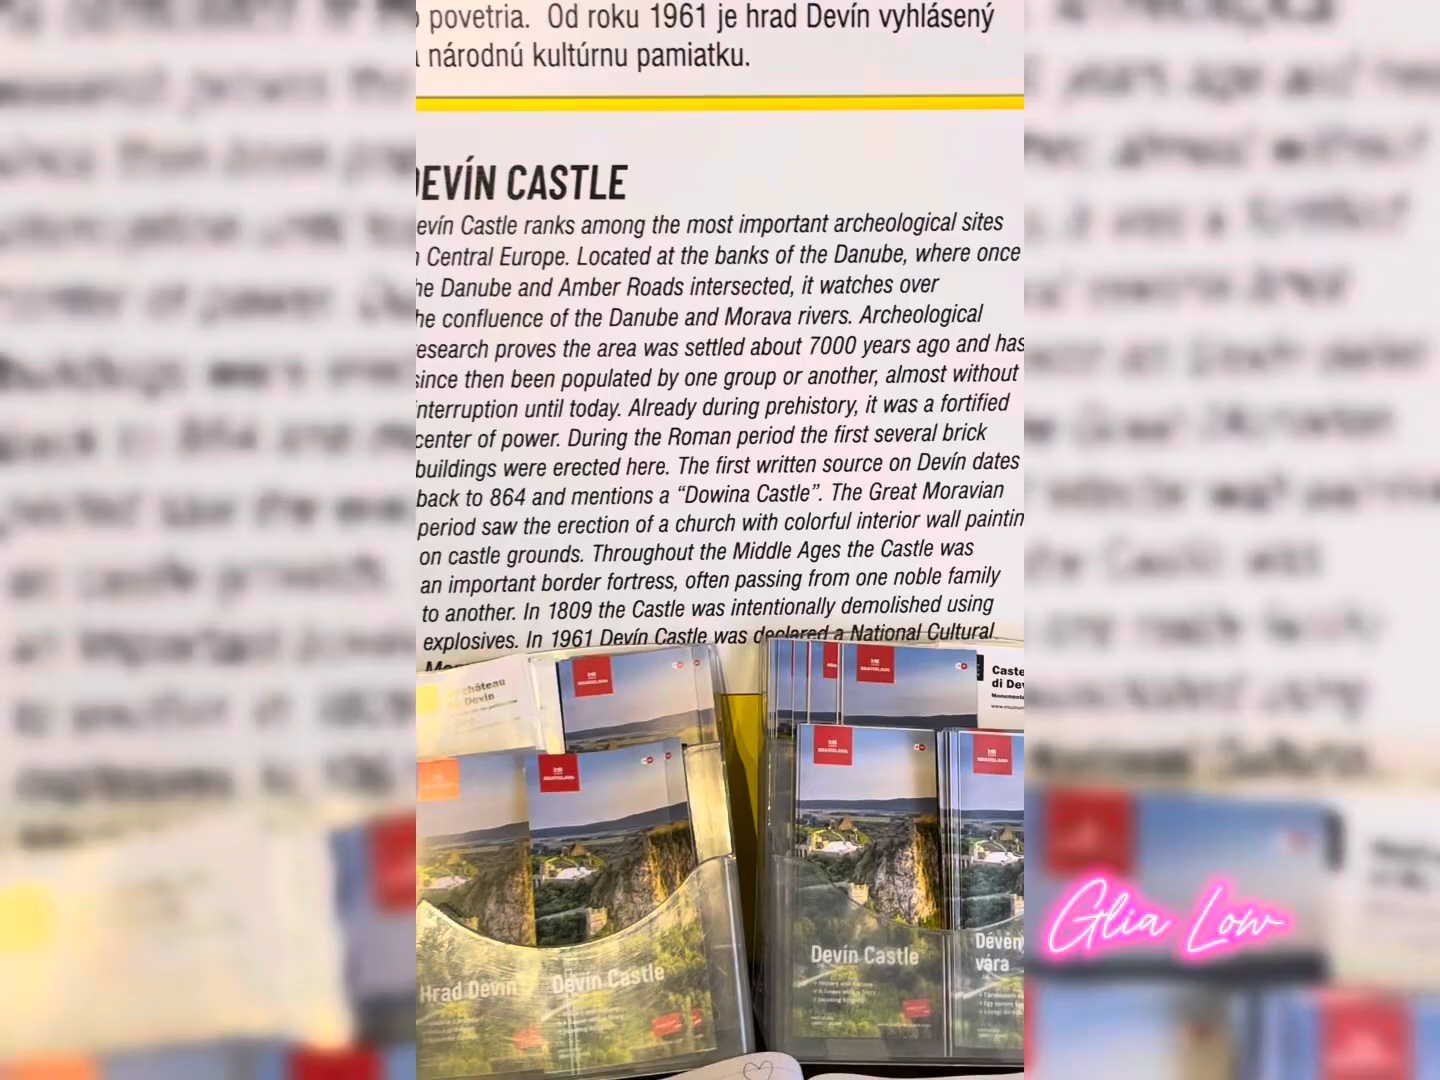 povetria. Od roku 1961 je hrad Devín vyhlásený
národnú kultúrnu pamiatku.
DEVÍN CASTLE
evín Castle ranks among the most important archeological sites
Central Europe. Located at the banks of the Danube, where once
he Danube and Amber Roads intersected, it watches over
he confluence of the Danube and Morava rivers. Archeological
esearch proves the area was settled about 7000 years ago and has
since then been populated by one group or another, almost without
interruption until today. Already during prehistory, it was a fortified
center of power. During the Roman period the first several brick
buildings were erected here. The first written source on Devín dates
back to 864 and mentions a “Dowina Castle”. The Great Moravian
period saw the erection of a church with colorful interior wall paintin
on castle grounds. Throughout the Middle Ages the Castle was
an important border fortress, often passing from one noble family
to another. In 1809 the Castle was intentionally demolished using
explosives. In 1961 Devín Castle was declared a National Cultural
château
Devin
Caste
di De
Hrad Devín
Devín Castle
Devín Castle
Déven
vára
Glia Low